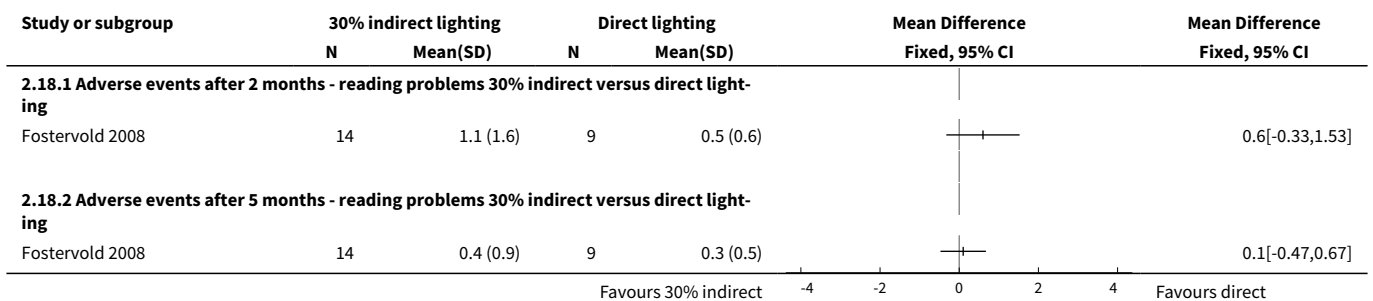 Study or subgroup 30% indirect lighting Direct lighting Mean Difference Mean Difference
N Mean(SD) N Mean(SD) Fixed, 95% CI Fixed, 95% CI
2.18.1 Adverse events after 2 months - reading problems 30% indirect versus direct light-
ing
Fostervold 2008 14 1.1 (1.6) 9 0.5 (0.6) 0.6[-0.33,1.53]
2.18.2 Adverse events after 5 months - reading problems 30% indirect versus direct light-
ing
Fostervold 2008 14 0.4 (0.9) 9 0.3 (0.5) 0.1[-0.47,0.67]
Favours 30% indirect -4 -2 0 2 4 Favours direct